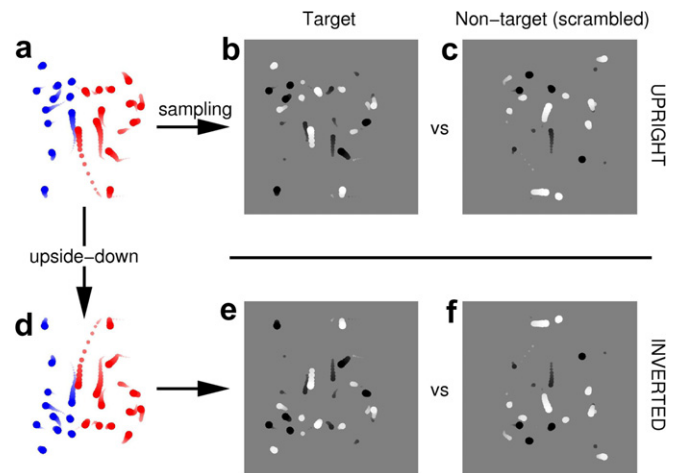 Target
Non-target (scrambled)
a
b
c
sampling
vs
UPRIGHT
upside-down
d
e
f
vs
INVERTED